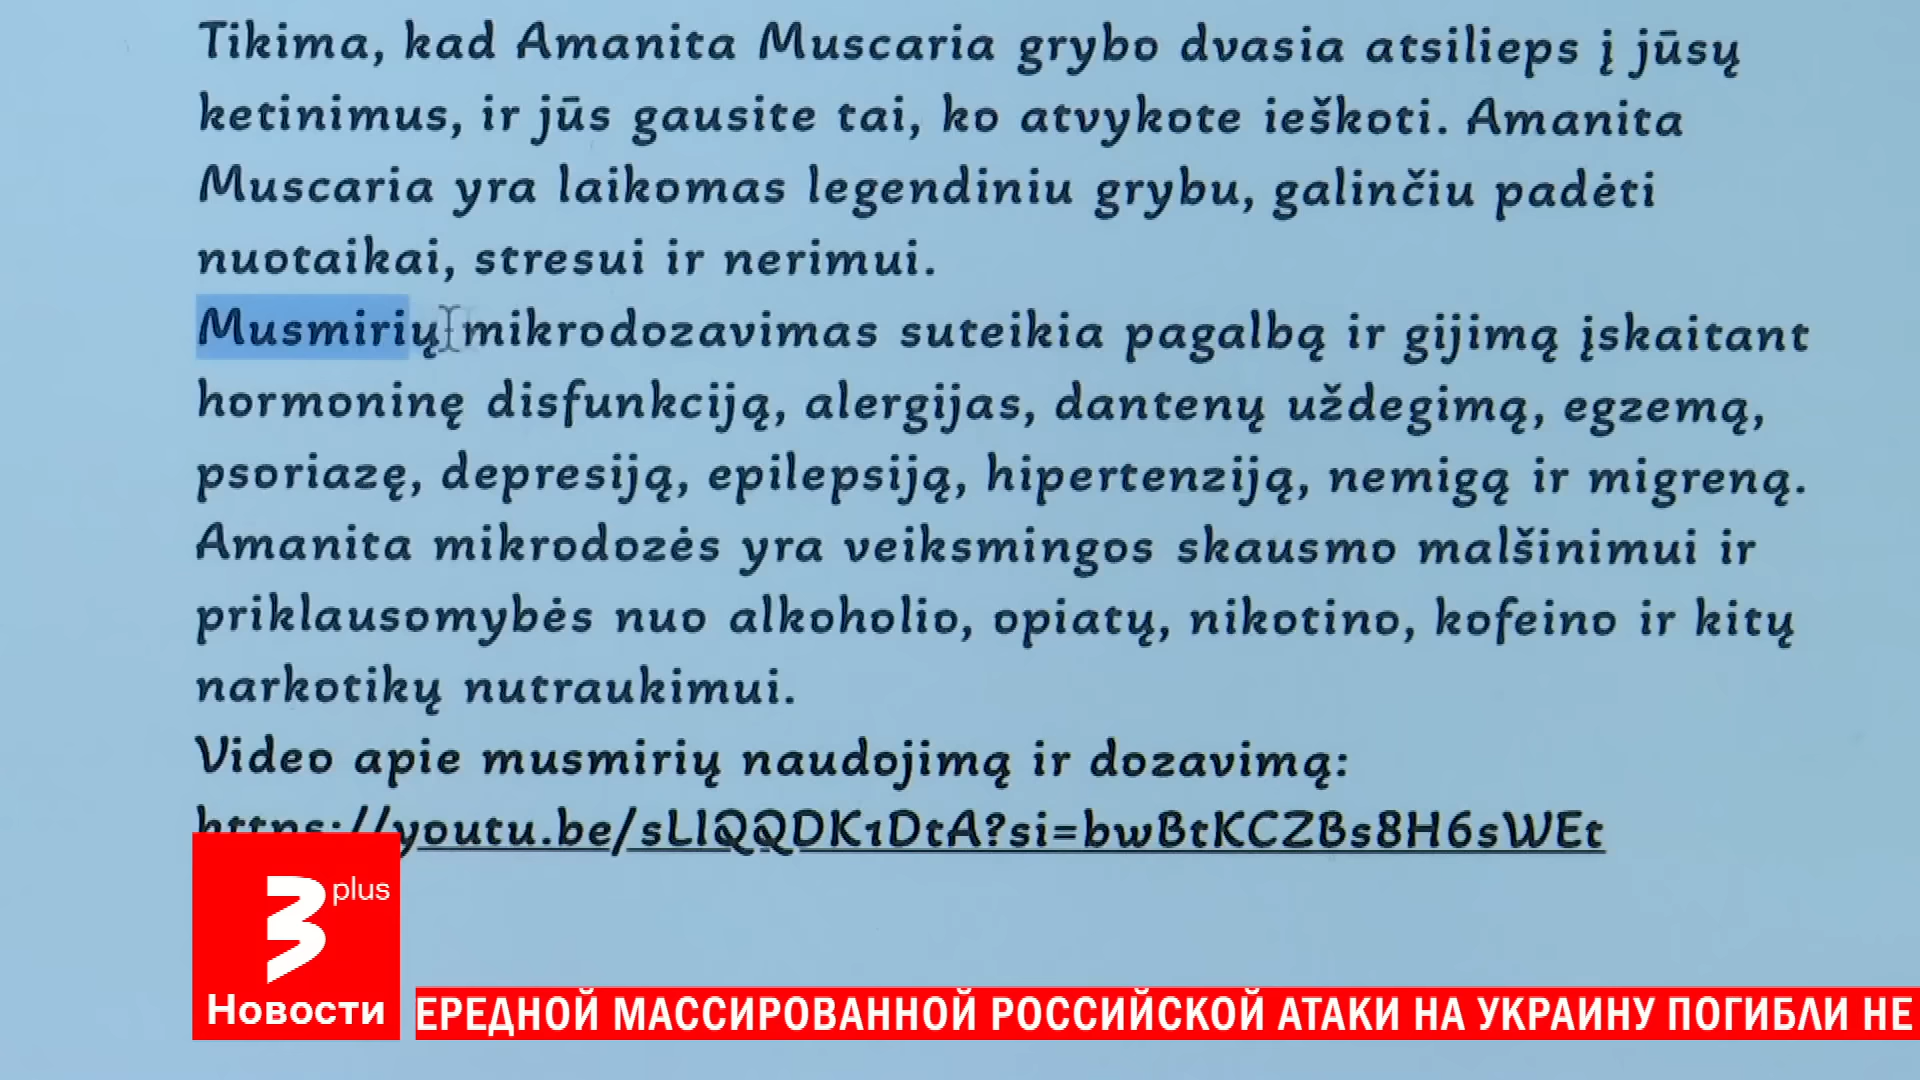 Tikima, kad Amanita Muscaria grybo dvasia atsilieps į jūsų
ketinimus, ir jūs gausite tai, ko atvykote ieškoti. Amanita
Muscaria yra laikomas legendiniu grybu, galinčiu padėti
nuotaikai, stresui ir nerimui.
Musmirių mikrodozavimas suteikia pagalbą ir gijimą įskaitant
hormoninę disfunkciją, alergijas, dantenų uždegimą, egzemą,
psoriazę, depresiją, epilepsiją, hipertenziją, nemigą ir migreną.
Amanita mikrodozės yra veiksmingos skausmo malšinimui ir
priklausomybės nuo alkoholio, opiatų, nikotino, kofeino ir kitų
narkotikų nutraukimui.
Video apie musmirių naudojimą ir dozavimą:
https://youtu.be/sLlQQDK1DtA?si=bwBtKCZBs8H6sWEt
3 plus
Новости
ЕРЕДНОЙ МАССИРОВАННОЙ РОССИЙСКОЙ АТАКИ НА УКРАИНУ ПОГИБЛИ НЕ